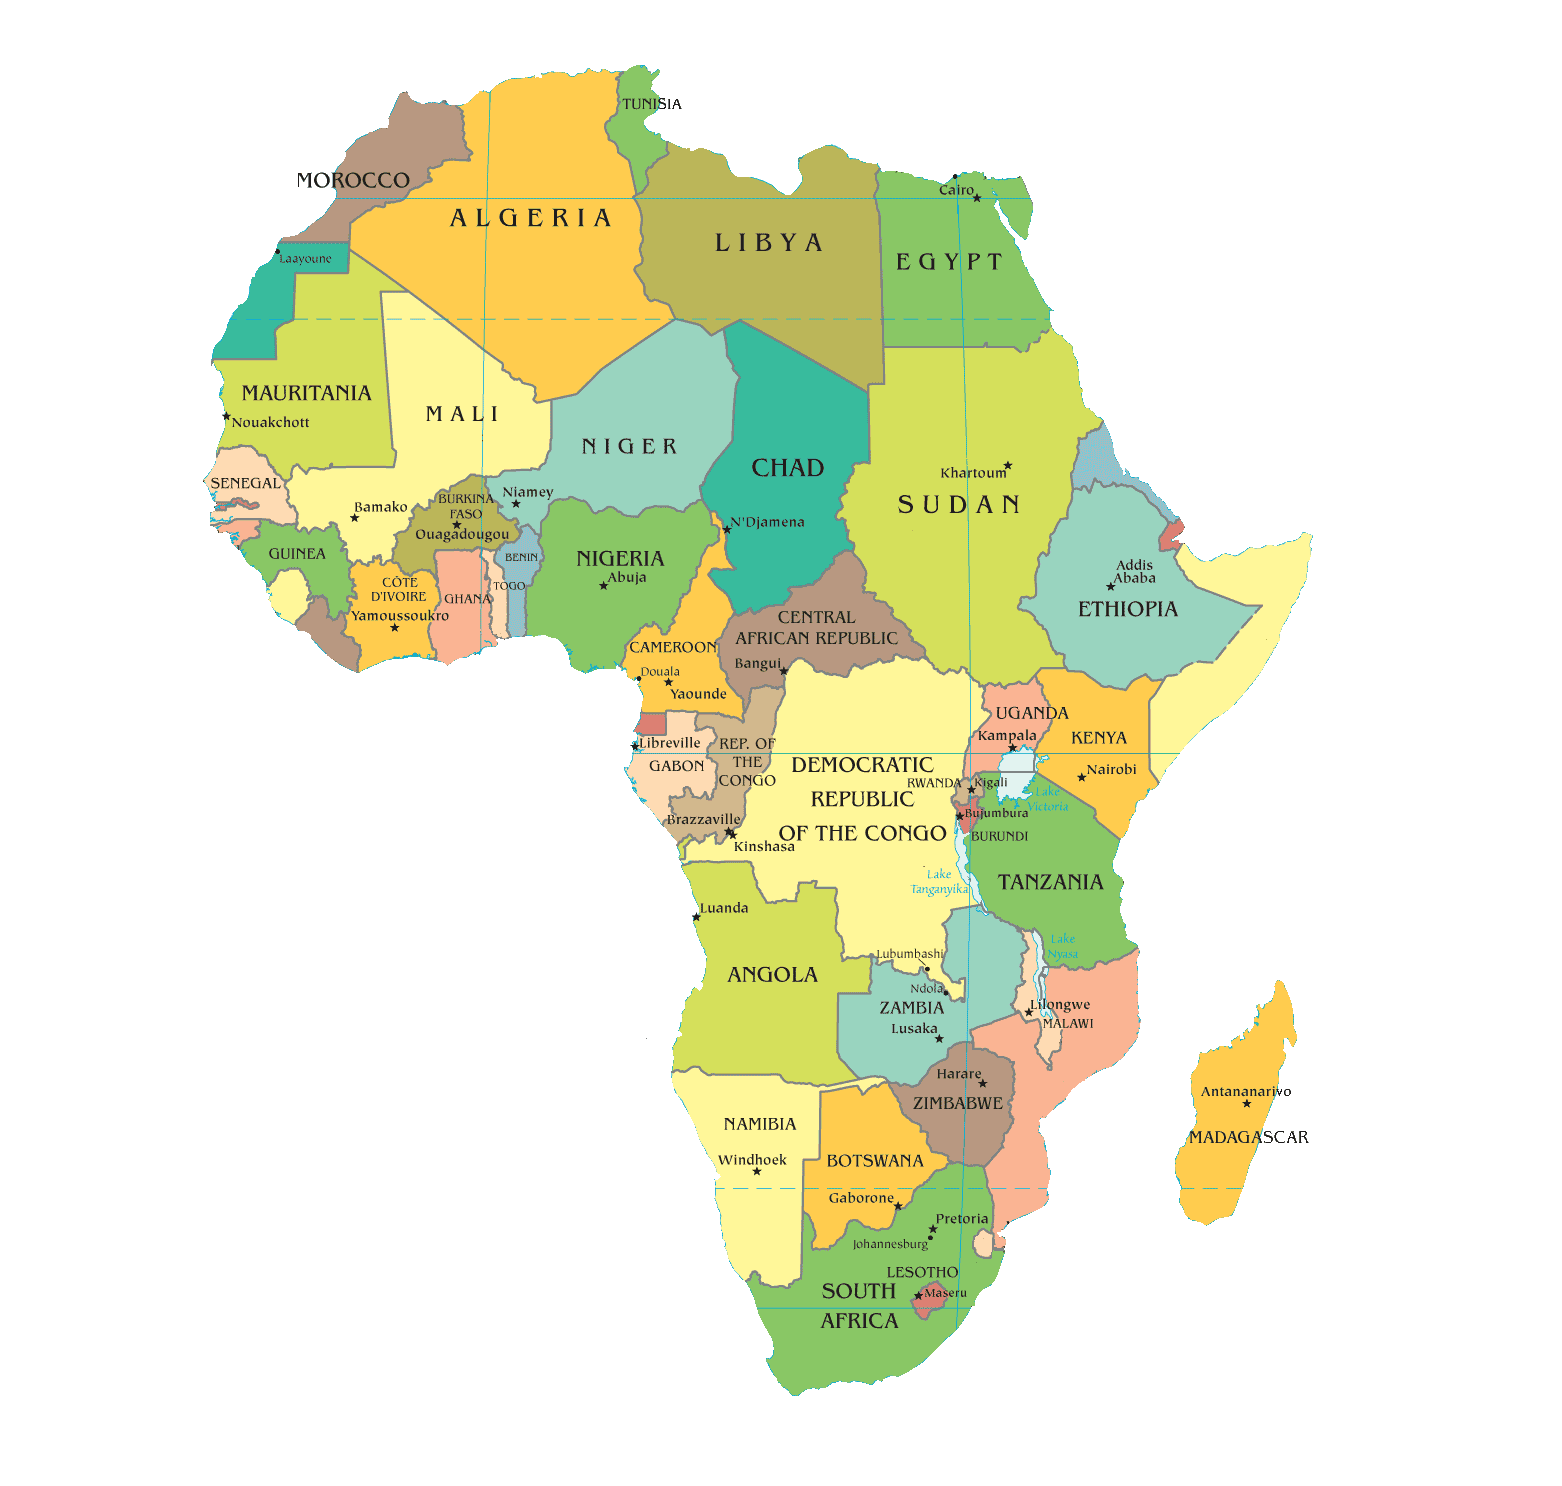 TUNISIA
MOROCCO
Cairo
ALGERIA
LIBYA
EGYPT
Laayoune
MAURITANIA
Nouakchott
MALI
NIGER
CHAD
Khartoum
SUDAN
SENEGAL
Bamako
BURKINA
FASO
Ouagadougou
Niamey
N'Djamena
GUINEA
BENIN
NIGERIA
Abuja
CÔTE
D'IVOIRE
Yamoussoukro
GHANA
TOGO
Addis
Ababa
ETHIOPIA
CENTRAL
AFRICAN REPUBLIC
Bangui
CAMEROON
Douala
Yaounde
UGANDA
Kampala
KENYA
Nairobi
Libreville
GABON
REP. OF
THE
CONGO
DEMOCRATIC
REPUBLIC
OF THE CONGO
RWANDA
Kigali
Lake
Victoria
Bujumbura
BURUNDI
Brazzaville
Kinshasa
Lake
Tanganyika
TANZANIA
Luanda
Lake
Nyasa
Lubumbashi
ANGOLA
Ndola
ZAMBIA
Lusaka
Lilongwe
MALAWI
Harare
ZIMBABWE
Antananarivo
MADAGASCAR
NAMIBIA
Windhoek
BOTSWANA
Gaborone
Pretoria
Johannesburg
LESOTHO
Maseru
SOUTH
AFRICA